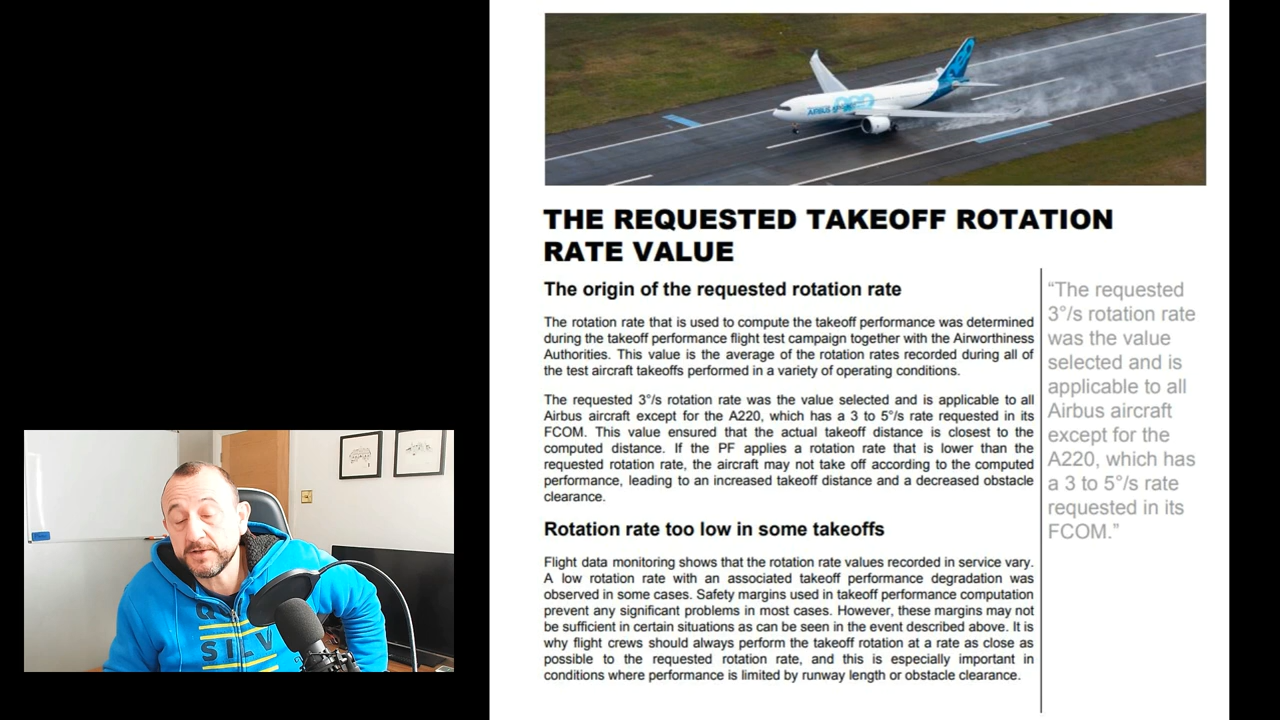 AIRBUS
THE REQUESTED TAKEOFF ROTATION
RATE VALUE
The origin of the requested rotation rate
The rotation rate that is used to compute the takeoff performance was determined
during the takeoff performance flight test campaign together with the Airworthiness
Authorities. This value is the average of the rotation rates recorded during all of
the test aircraft takeoffs performed in a variety of operating conditions.
The requested 3°/s rotation rate was the value selected and is applicable to all
Airbus aircraft except for the A220, which has a 3 to 5°/s rate requested in its
FCOM. This value ensured that the actual takeoff distance is closest to the
computed distance. If the PF applies a rotation rate that is lower than the
requested rotation rate, the aircraft may not take off according to the computed
performance, leading to an increased takeoff distance and a decreased obstacle
clearance.
Rotation rate too low in some takeoffs
Flight data monitoring shows that the rotation rate values recorded in service vary.
A low rotation rate with an associated takeoff performance degradation was
observed in some cases. Safety margins used in takeoff performance computation
prevent any significant problems in most cases. However, these margins may not
be sufficient in certain situations as can be seen in the event described above. It is
why flight crews should always perform the takeoff rotation at a rate as close as
possible to the requested rotation rate, and this is especially important in
conditions where performance is limited by runway length or obstacle clearance.
“The requested
3°/s rotation rate
was the value
selected and is
applicable to all
Airbus aircraft
except for the
A220, which has
a 3 to 5°/s rate
requested in its
FCOM.”
SILV